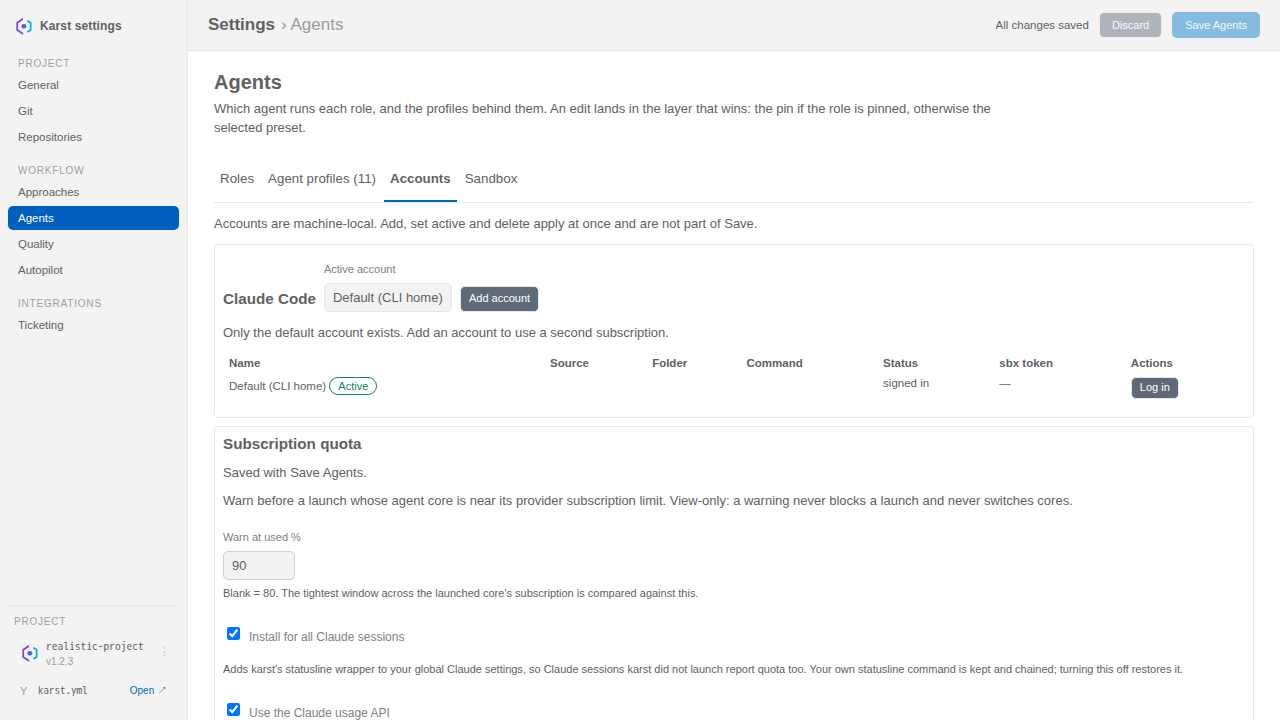 Karst settings
PROJECT
General
Git
Repositories
WORKFLOW
Approaches
Agents
Quality
Autopilot
INTEGRATIONS
Ticketing
PROJECT
realistic-project
v1.2.3
Y karst.yml Open ↗
Settings › Agents
All changes saved
Discard
Save Agents
Agents
Which agent runs each role, and the profiles behind them. An edit lands in the layer that wins: the pin if the role is pinned, otherwise the
selected preset.
Roles Agent profiles (11) Accounts Sandbox
Accounts are machine-local. Add, set active and delete apply at once and are not part of Save.
Active account
Claude Code Default (CLI home) Add account
Only the default account exists. Add an account to use a second subscription.
Name Source Folder Command Status sbx token Actions
Default (CLI home) Active signed in — Log in
Subscription quota
Saved with Save Agents.
Warn before a launch whose agent core is near its provider subscription limit. View-only: a warning never blocks a launch and never switches cores.
Warn at used %
90
Blank = 80. The tightest window across the launched core's subscription is compared against this.
Install for all Claude sessions
Adds karst's statusline wrapper to your global Claude settings, so Claude sessions karst did not launch report quota too. Your own statusline command is kept and chained; turning this off restores it.
Use the Claude usage API